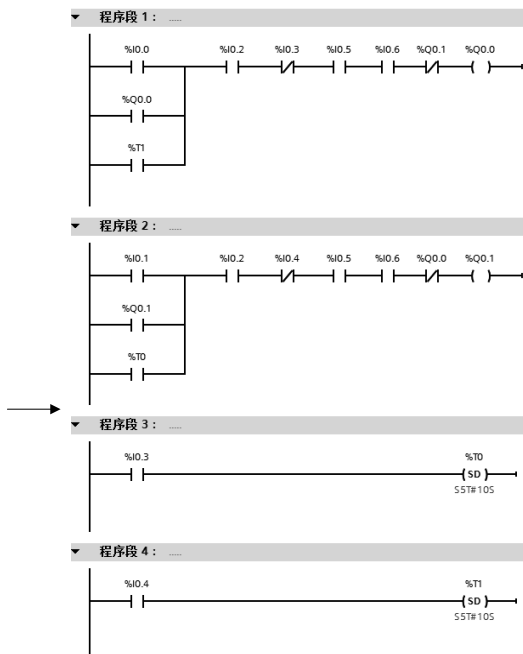 程序段 1： .....
%I0.0 %I0.2 %I0.3 %I0.5 %I0.6 %Q0.1 %Q0.0
%Q0.0
%T1
程序段 2： .....
%I0.1 %I0.2 %I0.4 %I0.5 %I0.6 %Q0.0 %Q0.1
%Q0.1
%T0
程序段 3： .....
%I0.3 %T0
SD
S5T#10S
程序段 4： .....
%I0.4 %T1
SD
S5T#10S